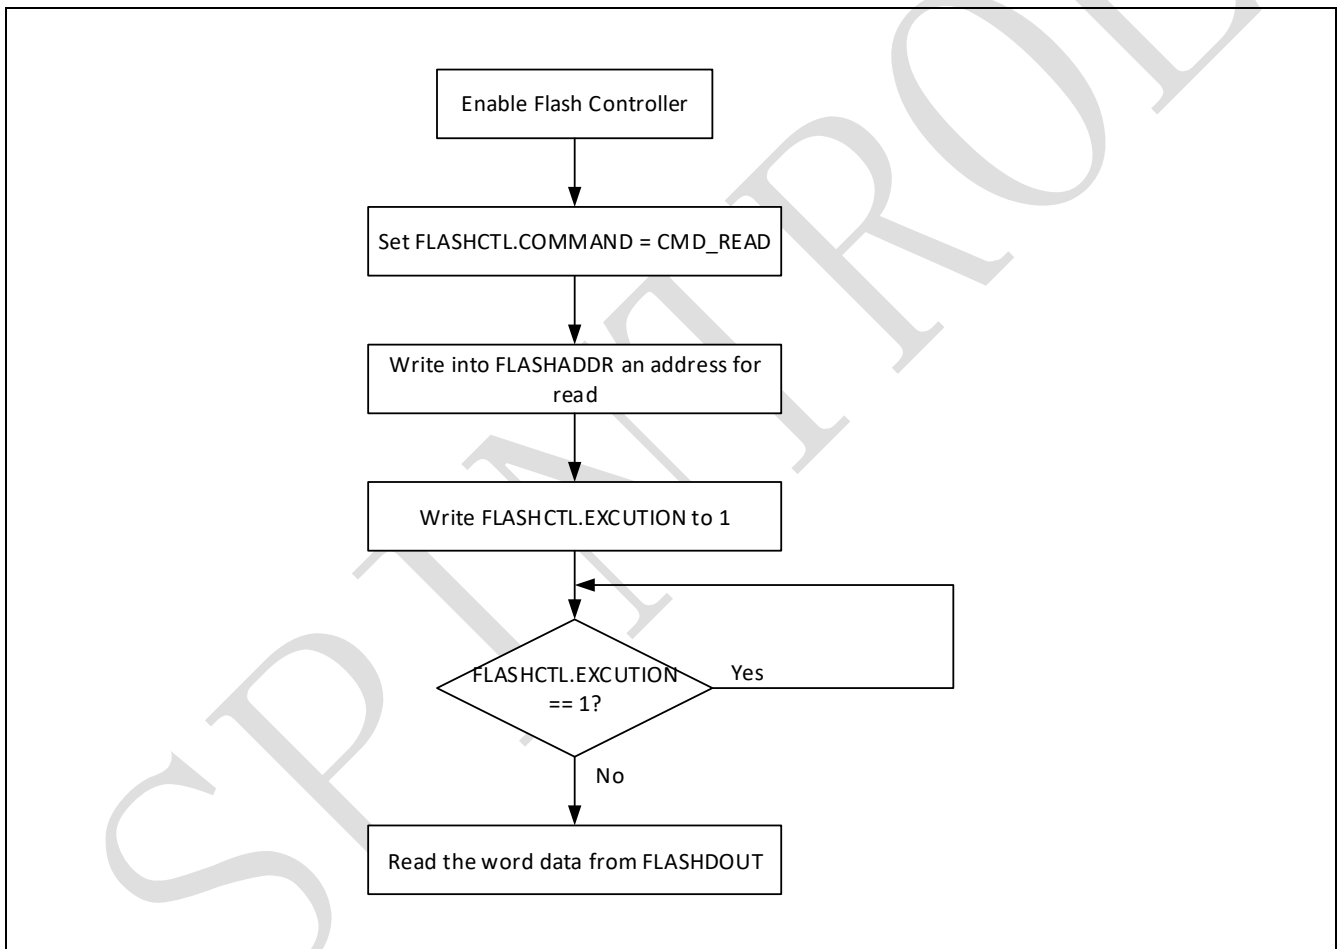 Enable Flash Controller
Set FLASHCTL.COMMAND = CMD_READ
Write into FLASHADDR an address for
read
Write FLASHCTL.EXCUTION to 1
FLASHCTL.EXCUTION
== 1?
Yes
No
Read the word data from FLASHDOUT
SPINTROL